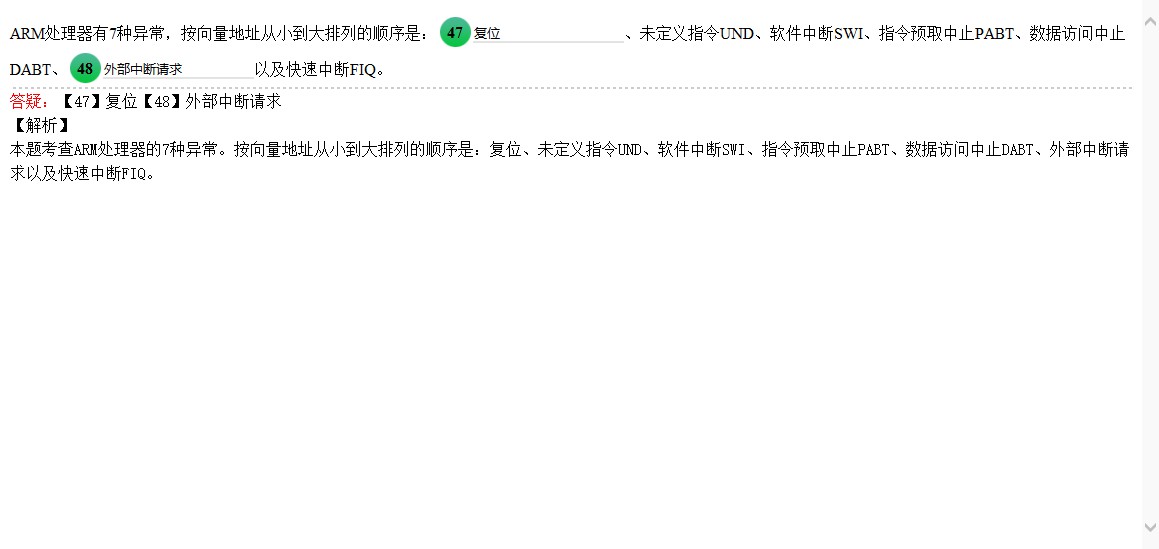 ARM处理器有7种异常，按向量地址从小到大排列的顺序是： 47 复位 、未定义指令UND、软件中断SWI、指令预取中止PABT、数据访问中止
DABT、 48 外部中断请求 以及快速中断FIQ。
答疑：【47】复位【48】外部中断请求
【解析】
本题考查ARM处理器的7种异常。按向量地址从小到大排列的顺序是：复位、未定义指令UND、软件中断SWI、指令预取中止PABT、数据访问中止DABT、外部中断请
求以及快速中断FIQ。